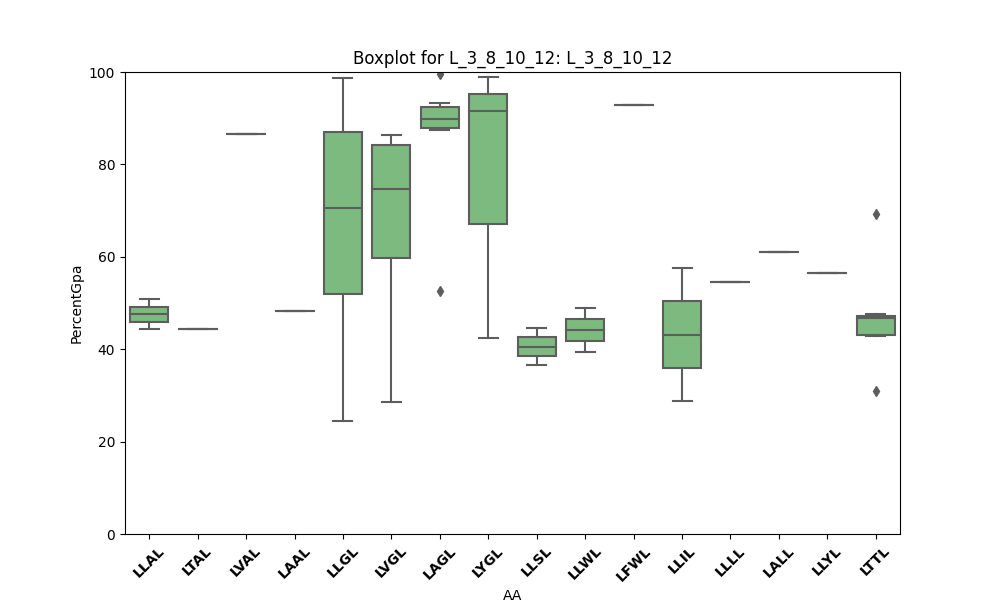 Boxplot for L_3_8_10_12: L_3_8_10_12
100
80
60
40
20
0
PercentGpa
LLAL LTAL LVAL LAAL LLGL LVGL LAGL LYGL LLSL LLWL LFWL LLIL LLLL LALL LLYL LTTL
AA